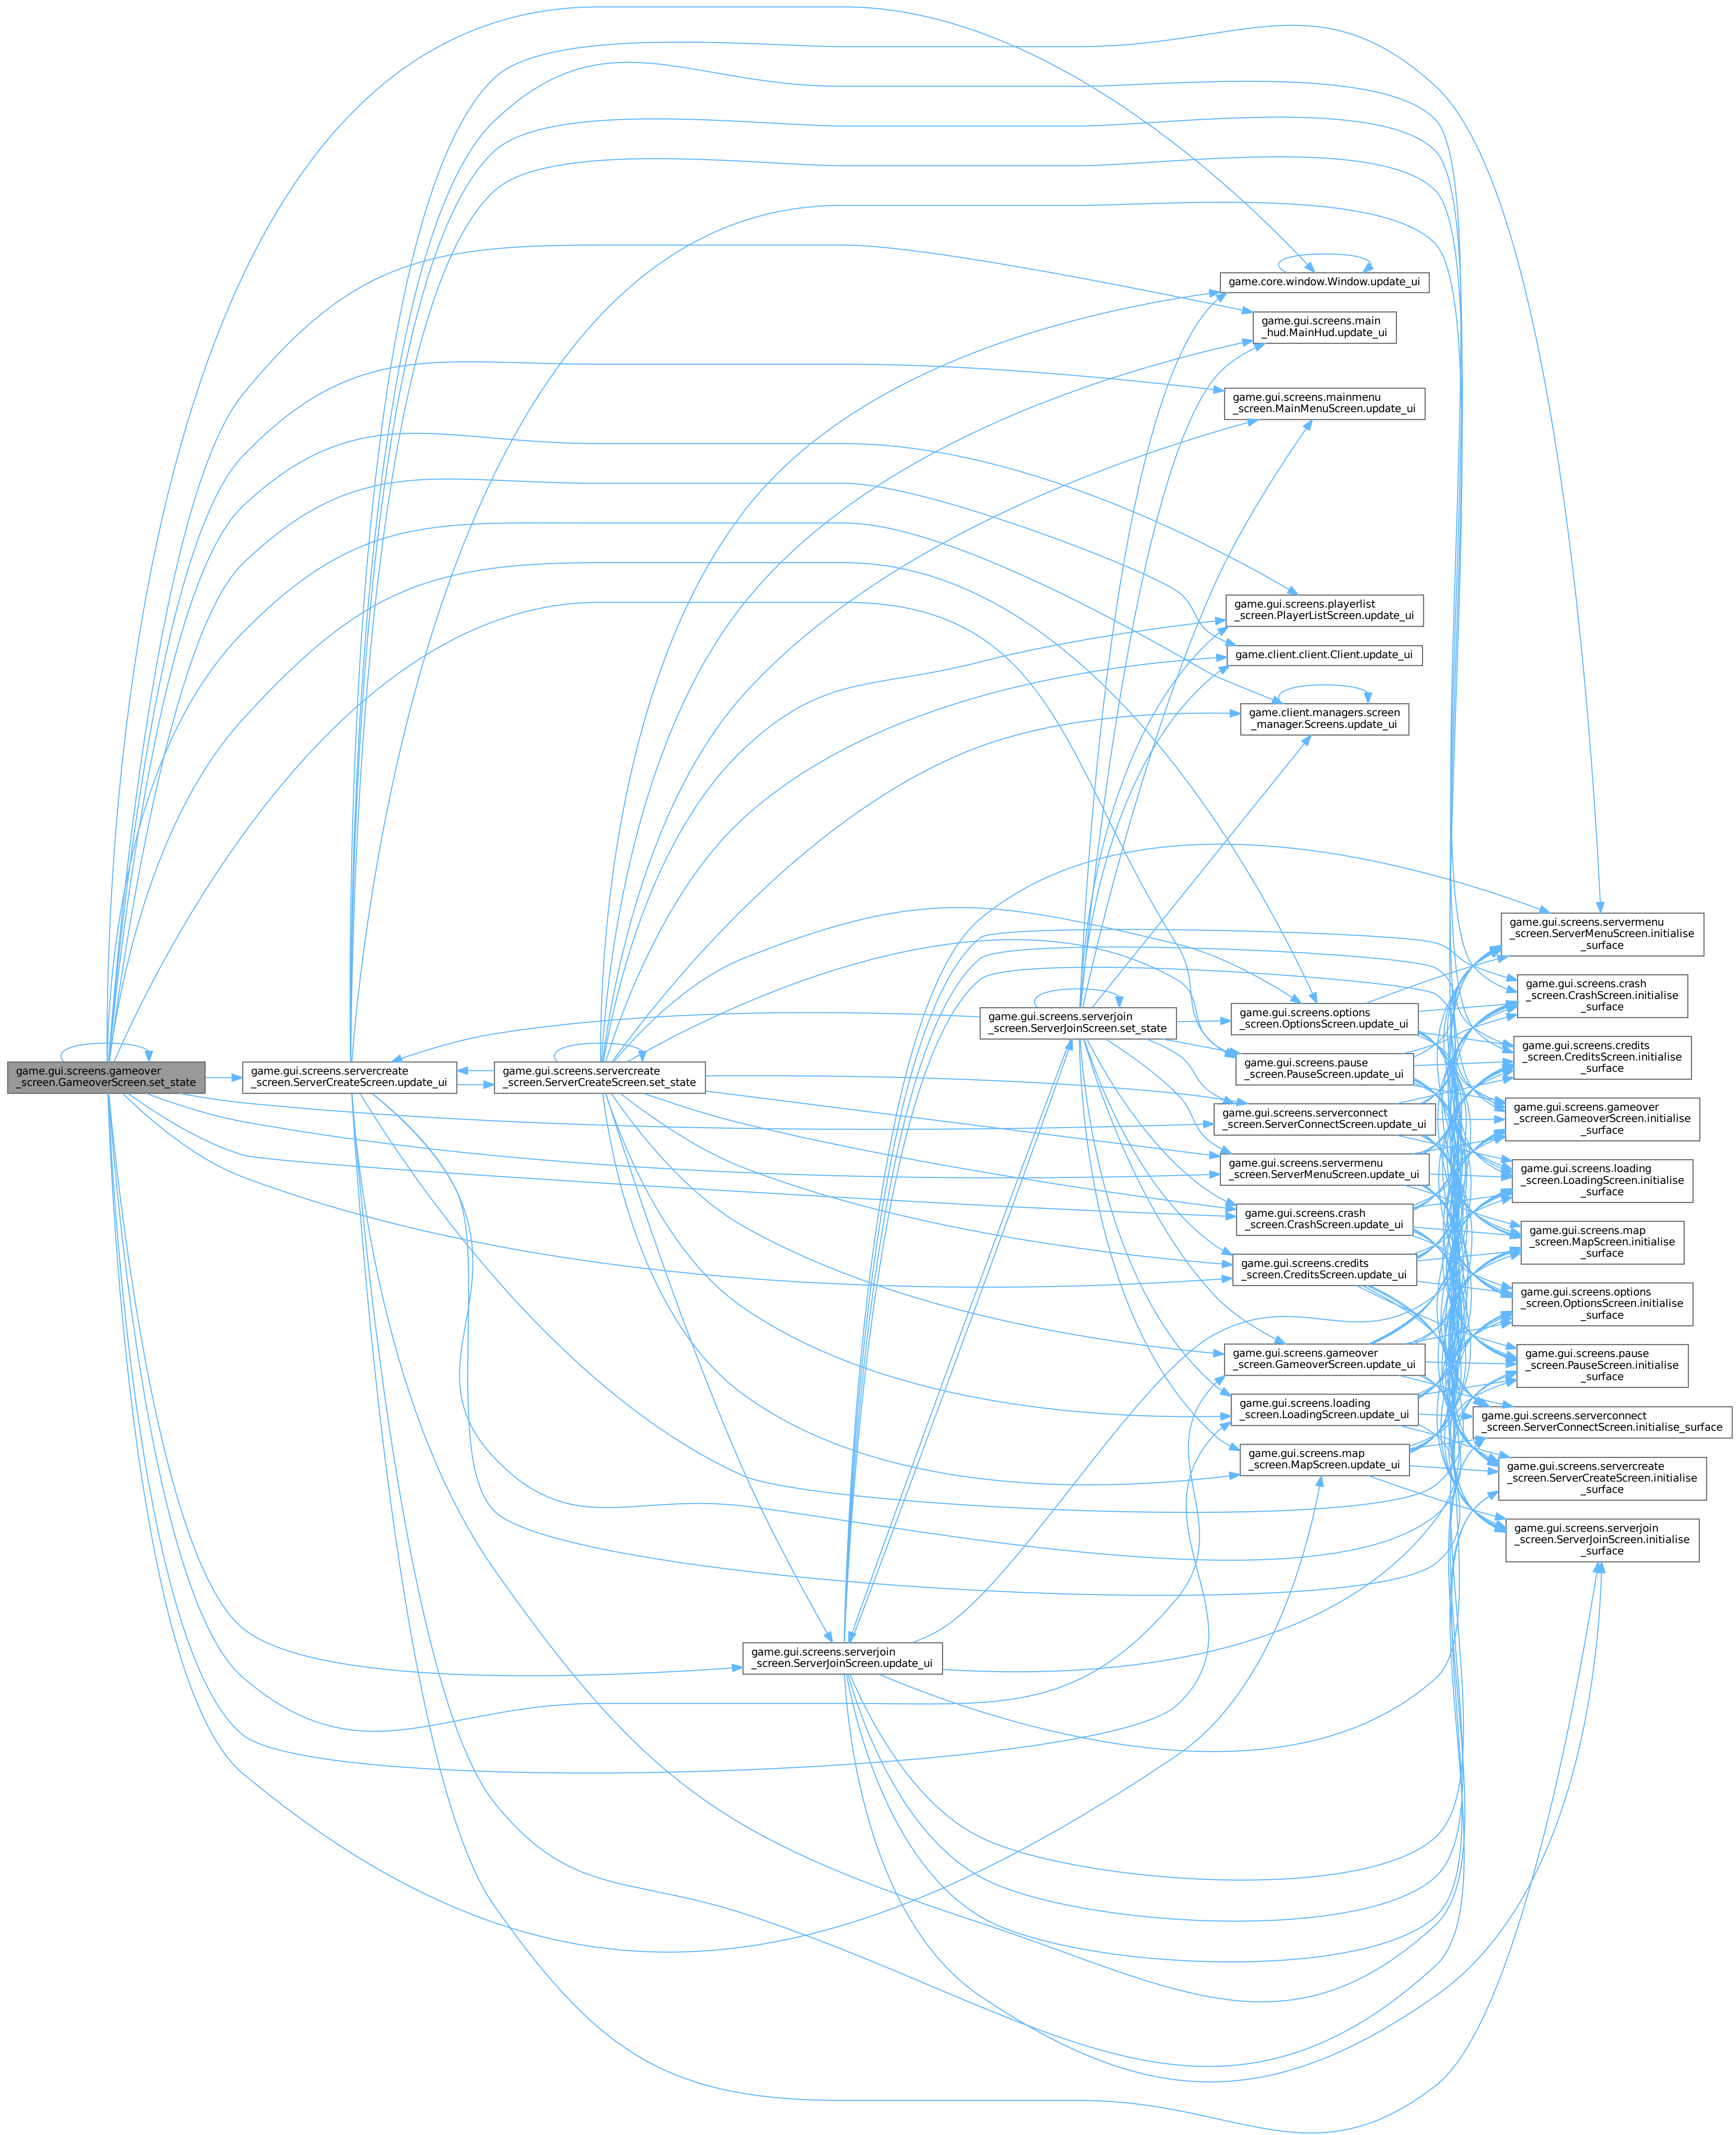 game.gui.screens.gameover
_screen.GameoverScreen.set_state
game.gui.screens.servercreate
_screen.ServerCreateScreen.update_ui
game.gui.screens.servercreate
_screen.ServerCreateScreen.set_state
game.gui.screens.serverjoin
_screen.ServerJoinScreen.update_ui
game.gui.screens.serverjoin
_screen.ServerJoinScreen.set_state
game.core.window.Window.update_ui
game.gui.screens.main
_hud.MainHud.update_ui
game.gui.screens.mainmenu
_screen.MainMenuScreen.update_ui
game.gui.screens.playerlist
_screen.PlayerListScreen.update_ui
game.client.client.Client.update_ui
game.client.managers.screen
_manager.Screens.update_ui
game.gui.screens.options
_screen.OptionsScreen.update_ui
game.gui.screens.pause
_screen.PauseScreen.update_ui
game.gui.screens.serverconnect
_screen.ServerConnectScreen.update_ui
game.gui.screens.servermenu
_screen.ServerMenuScreen.update_ui
game.gui.screens.crash
_screen.CrashScreen.update_ui
game.gui.screens.credits
_screen.CreditsScreen.update_ui
game.gui.screens.gameover
_screen.GameoverScreen.update_ui
game.gui.screens.loading
_screen.LoadingScreen.update_ui
game.gui.screens.map
_screen.MapScreen.update_ui
game.gui.screens.servermenu
_screen.ServerMenuScreen.initialise
_surface
game.gui.screens.crash
_screen.CrashScreen.initialise
_surface
game.gui.screens.credits
_screen.CreditsScreen.initialise
_surface
game.gui.screens.gameover
_screen.GameoverScreen.initialise
_surface
game.gui.screens.loading
_screen.LoadingScreen.initialise
_surface
game.gui.screens.map
_screen.MapScreen.initialise
_surface
game.gui.screens.options
_screen.OptionsScreen.initialise
_surface
game.gui.screens.pause
_screen.PauseScreen.initialise
_surface
game.gui.screens.serverconnect
_screen.ServerConnectScreen.initialise_surface
game.gui.screens.servercreate
_screen.ServerCreateScreen.initialise
_surface
game.gui.screens.serverjoin
_screen.ServerJoinScreen.initialise
_surface